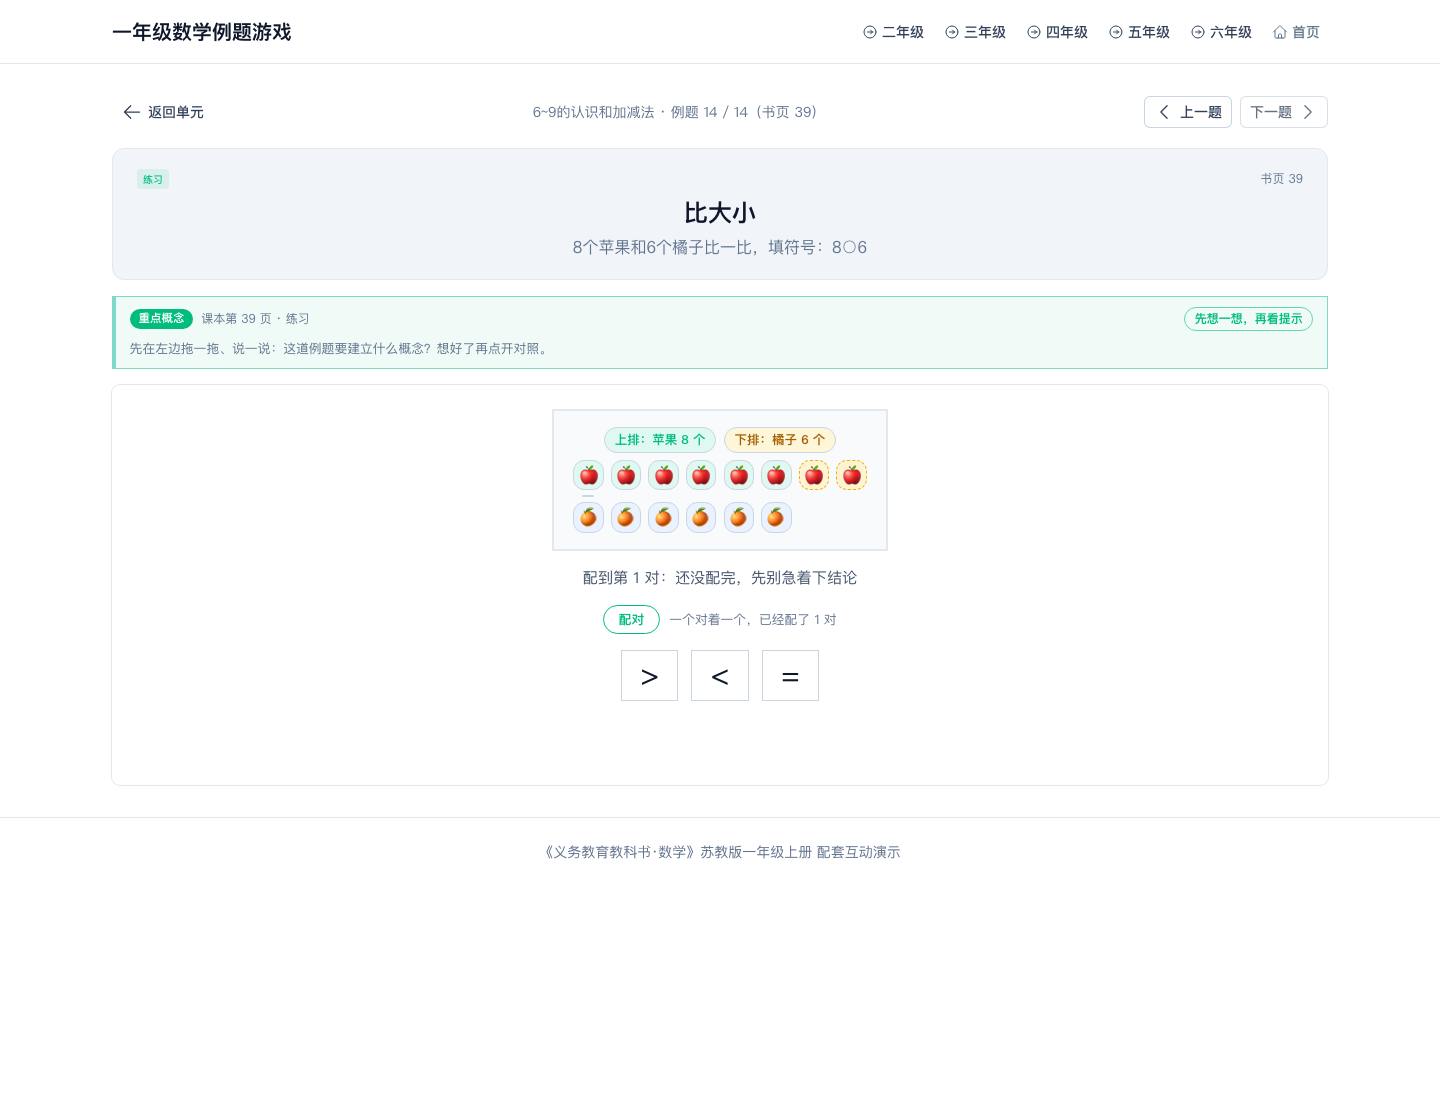 一年级数学例题游戏
二年级 三年级 四年级 五年级 六年级 首页
返回单元
6~9的认识和加减法 · 例题 14 / 14（书页 39）
上一题 下一题
练习
书页 39
比大小
8个苹果和6个橘子比一比，填符号：8○6
重点概念 课本第 39 页 · 练习
先想一想，再看提示
先在左边拖一拖、说一说：这道例题要建立什么概念？想好了再点开对照。
上排：苹果 8 个 下排：橘子 6 个
配到第 1 对：还没配完，先别急着下结论
配对 一个对着一个，已经配了 1 对
> < =
《义务教育教科书·数学》苏教版一年级上册 配套互动演示